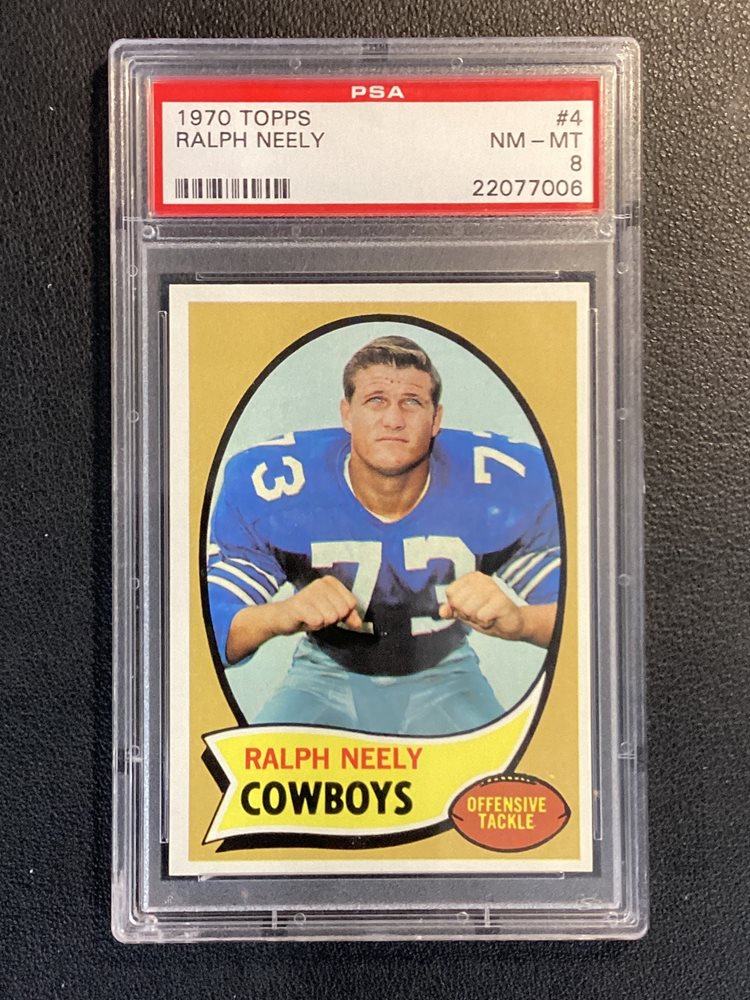 PSA
1970 TOPPS #4
RALPH NEELY NM - MT
8
22077006
73 73
73
RALPH NEELY
COWBOYS
OFFENSIVE
TACKLE